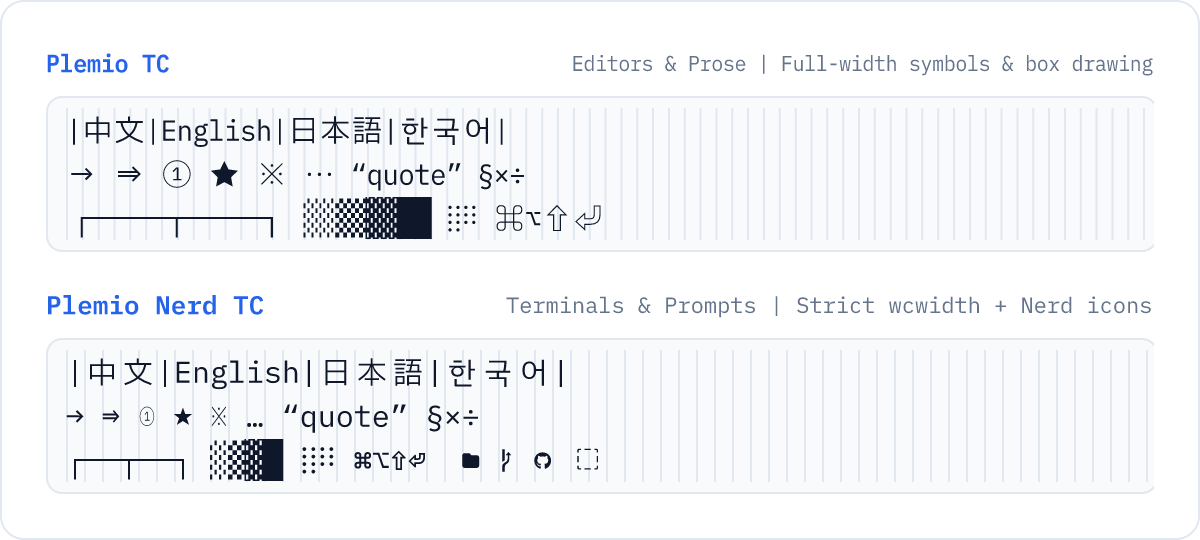 Plemio TC
Editors & Prose | Full-width symbols & box drawing
|中文|English|日本語|한국어|
→ ⇒ ① ★ ※ … “quote” §×÷
┌──┬──┐ ░▒▓█ ⠿ ⌘⌥⇧⏎
Plemio Nerd TC
Terminals & Prompts | Strict wcwidth + Nerd icons
|中文|English|日本語|한국어|
→ ⇒ ① ★ ※ … “quote” §×÷
┌──┬──┐ ░▒▓█ ⠿ ⌘⌥⇧⏎